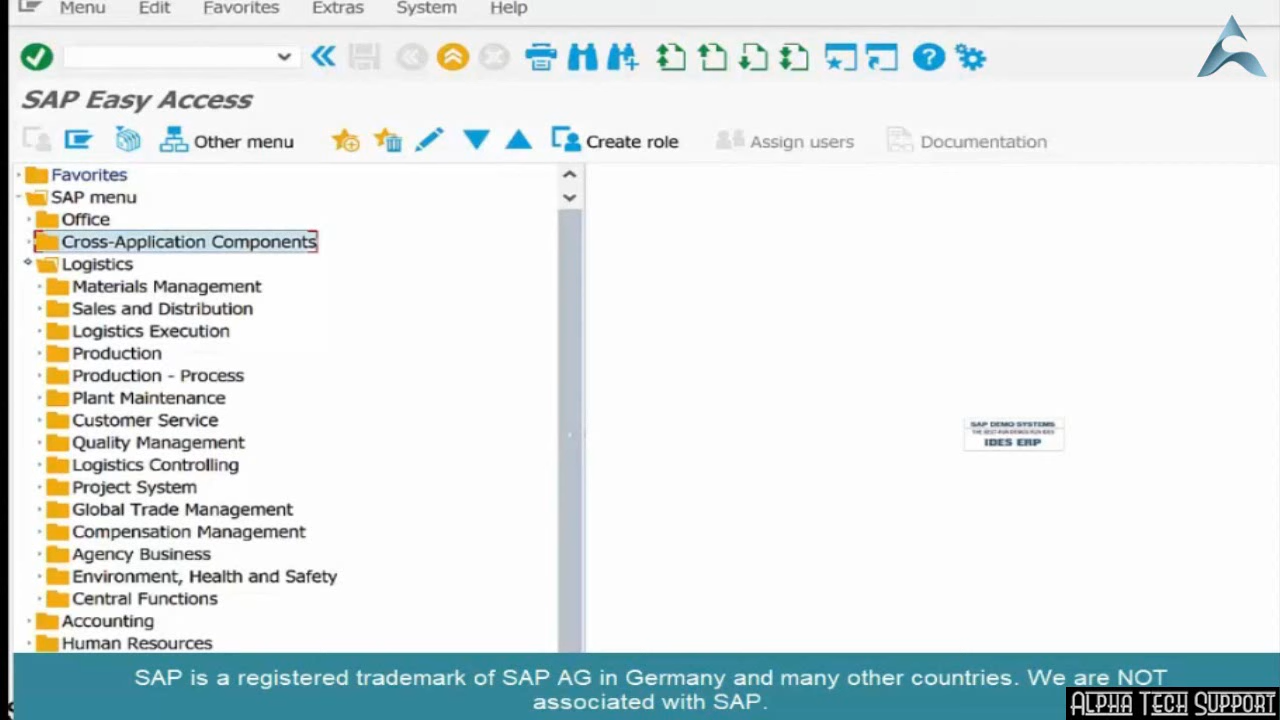 Menu Edit Favorites Extras System Help
SAP Easy Access
Other menu Create role Assign users Documentation
Favorites
SAP menu
Office
Cross-Application Components
Logistics
Materials Management
Sales and Distribution
Logistics Execution
Production
Production - Process
Plant Maintenance
Customer Service
Quality Management
Logistics Controlling
Project System
Global Trade Management
Compensation Management
Agency Business
Environment, Health and Safety
Central Functions
Accounting
Human Resources
SAP DEMO SYSTEMS
IDES ERP
SAP is a registered trademark of SAP AG in Germany and many other countries. We are NOT
associated with SAP.
ALPHA TECH SUPPORT